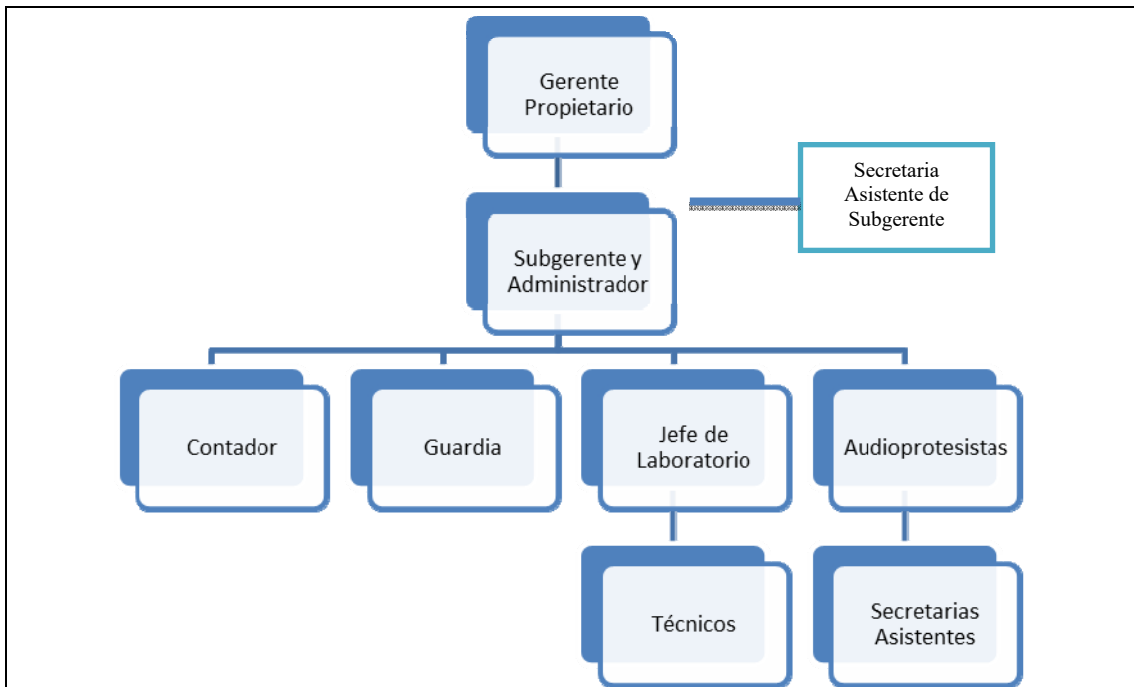 Gerente
Propietario
Secretaria
Asistente de
Subgerente
Subgerente y
Administrador
Contador
Guardia
Jefe de
Laboratorio
Audioprotesistas
Técnicos
Secretarias
Asistentes